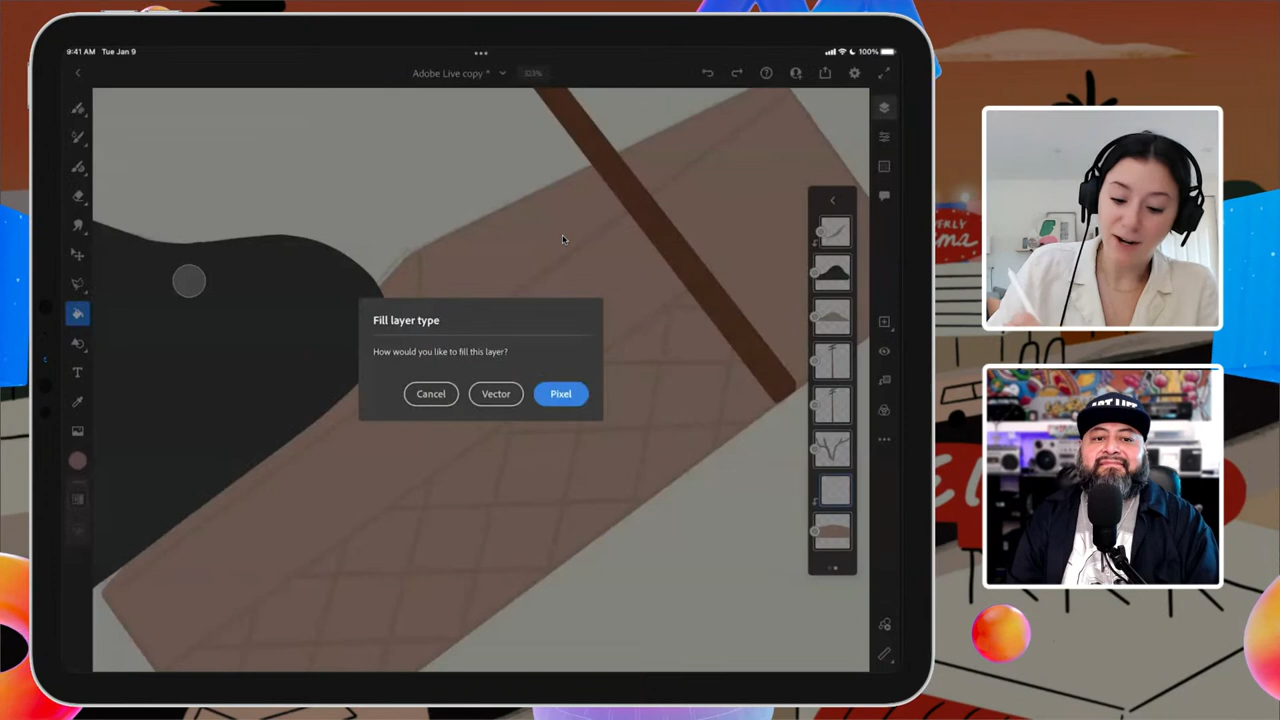 9:41 AM Tue Jan 9
100%
Adobe Live copy *
323%
Fill layer type
How would you like to fill this layer?
Cancel
Vector
Pixel
T